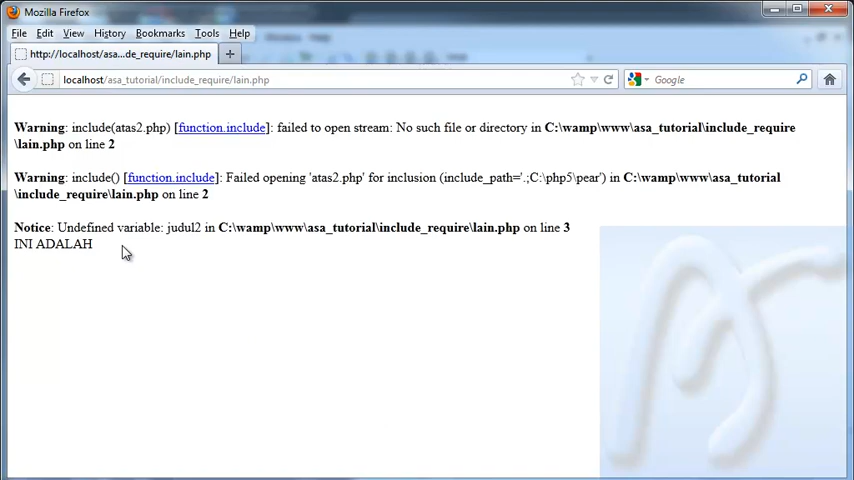 Mozilla Firefox
File Edit View History Bookmarks Tools Help
http://localhost/asa...de_require/lain.php
localhost/asa_tutorial/include_require/lain.php Google
Warning: include(atas2.php) [function.include]: failed to open stream: No such file or directory in C:\wamp\www\asa_tutorial\include_require
\lain.php on line 2
Warning: include() [function.include]: Failed opening 'atas2.php' for inclusion (include_path='.;C:\php5\pear') in C:\wamp\www\asa_tutorial
\include_require\lain.php on line 2
Notice: Undefined variable: judul2 in C:\wamp\www\asa_tutorial\include_require\lain.php on line 3
INI ADALAH